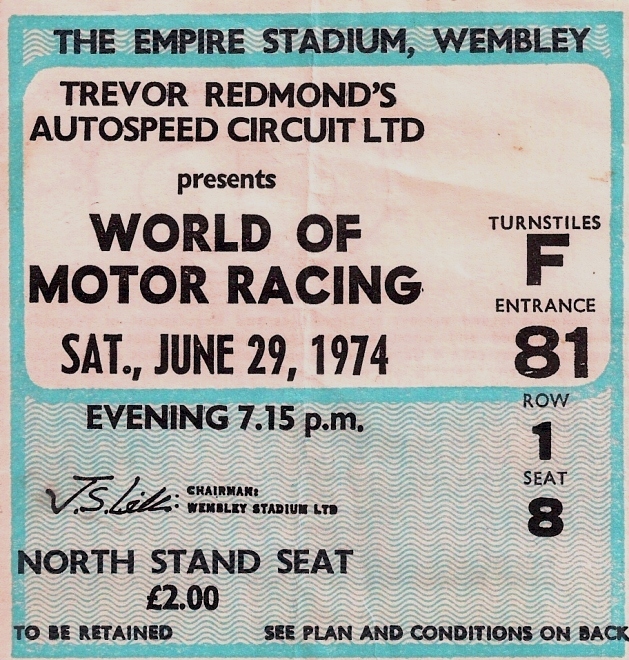 THE EMPIRE STADIUM, WEMBLEY
TREVOR REDMOND'S
AUTOSPEED CIRCUIT LTD
presents
WORLD OF
MOTOR RACING
SAT., JUNE 29, 1974
TURNSTILES
F
ENTRANCE
81
ROW
1
SEAT
8
EVENING 7.15 p.m.
CHAIRMAN:
WEMBLEY STADIUM LTD
NORTH STAND SEAT
£2.00
TO BE RETAINED
SEE PLAN AND CONDITIONS ON BACK